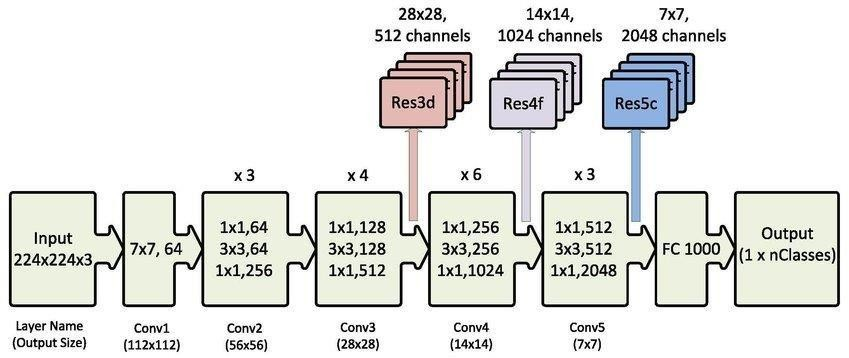 28x28,
512 channels
14x14,
1024 channels
7x7,
2048 channels
Res3d
Res4f
Res5c
x 3
x 4
x 6
x 3
Input
224x224x3
7x7, 64
1x1,64
3x3,64
1x1,256
1x1,128
3x3,128
1x1,512
1x1,256
3x3,256
1x1,1024
1x1,512
3x3,512
1x1,2048
FC 1000
Output
(1 x nClasses)
Layer Name
(Output Size)
Conv1
(112x112)
Conv2
(56x56)
Conv3
(28x28)
Conv4
(14x14)
Conv5
(7x7)